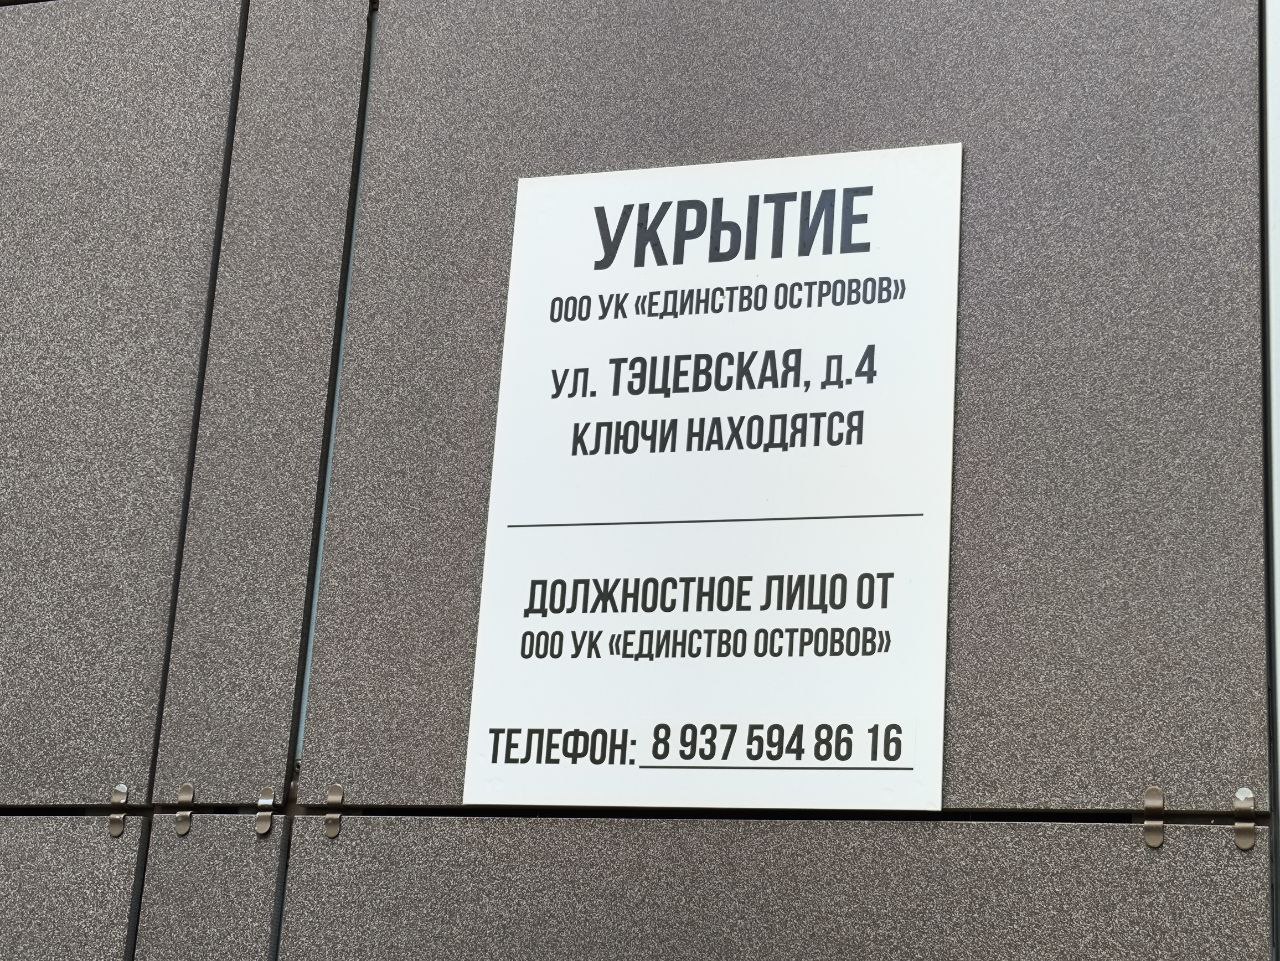 УКРЫТИЕ
ООО УК «ЕДИНСТВО ОСТРОВОВ»
УЛ. ТЭЦЕВСКАЯ, Д.4
КЛЮЧИ НАХОДЯТСЯ
ДОЛЖНОСТНОЕ ЛИЦО ОТ
ООО УК «ЕДИНСТВО ОСТРОВОВ»
ТЕЛЕФОН: 8 937 594 86 16